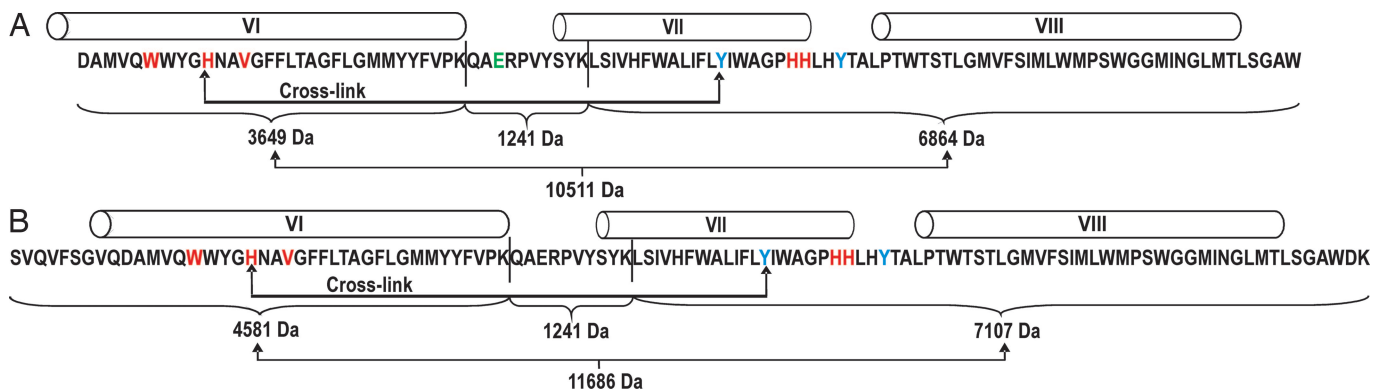 A
VI VII VIII
DAMVQWWYGHNAVGFFLTAGFLGMMYYFVPKQAERPVYSYKLSIVHFWALIFLYIWAGPHHLHYTALPTWTSTLGMVFSIMLWMPSWGGMINGLMTLSGAW
Cross-link
3649 Da 1241 Da 6864 Da
10511 Da
B
VI VII VIII
SVQVFSGVQDAMVQWWYGHNAVGFFLTAGFLGMMYYFVPKQAERPVYSYKLSIVHFWALIFLYIWAGPHHLHYTALPTWTSTLGMVFSIMLWMPSWGGMINGLMTLSGAWDK
Cross-link
4581 Da 1241 Da 7107 Da
11686 Da